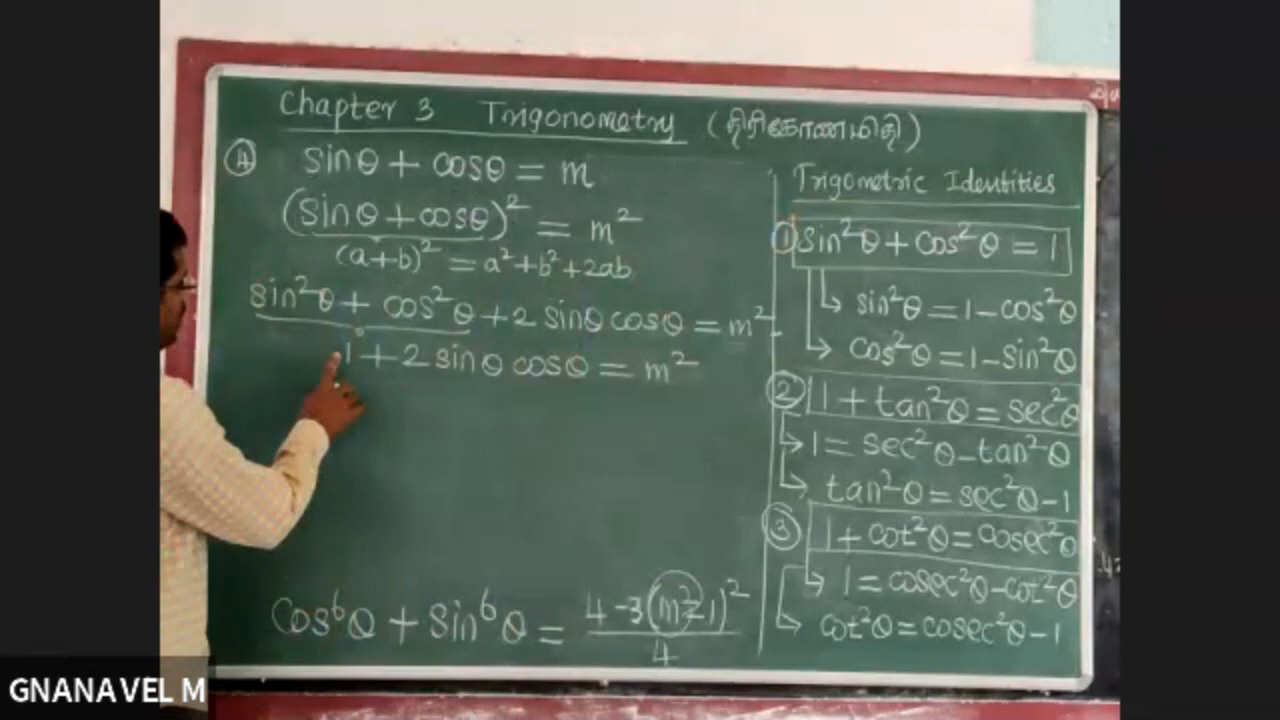 Chapter 3 Trigonometry (திரிகோணமிதி)
④ sinθ + cosθ = m
(sinθ + cosθ)² = m²
(a+b)² = a²+b²+2ab
sin²θ + cos²θ + 2 sinθ cosθ = m²
1 + 2 sinθ cosθ = m²
cos⁶θ + sin⁶θ = 4 - 3(m² - 1)² / 4
Trigometric Identities
① sin²θ + cos²θ = 1
↳ sin²θ = 1 - cos²θ
↳ cos²θ = 1 - sin²θ
② 1 + tan²θ = sec²θ
↳ 1 = sec²θ - tan²θ
↳ tan²θ = sec²θ - 1
③ 1 + cot²θ = cosec²θ
↳ 1 = cosec²θ - cot²θ
↳ cot²θ = cosec²θ - 1
GNANAVEL M